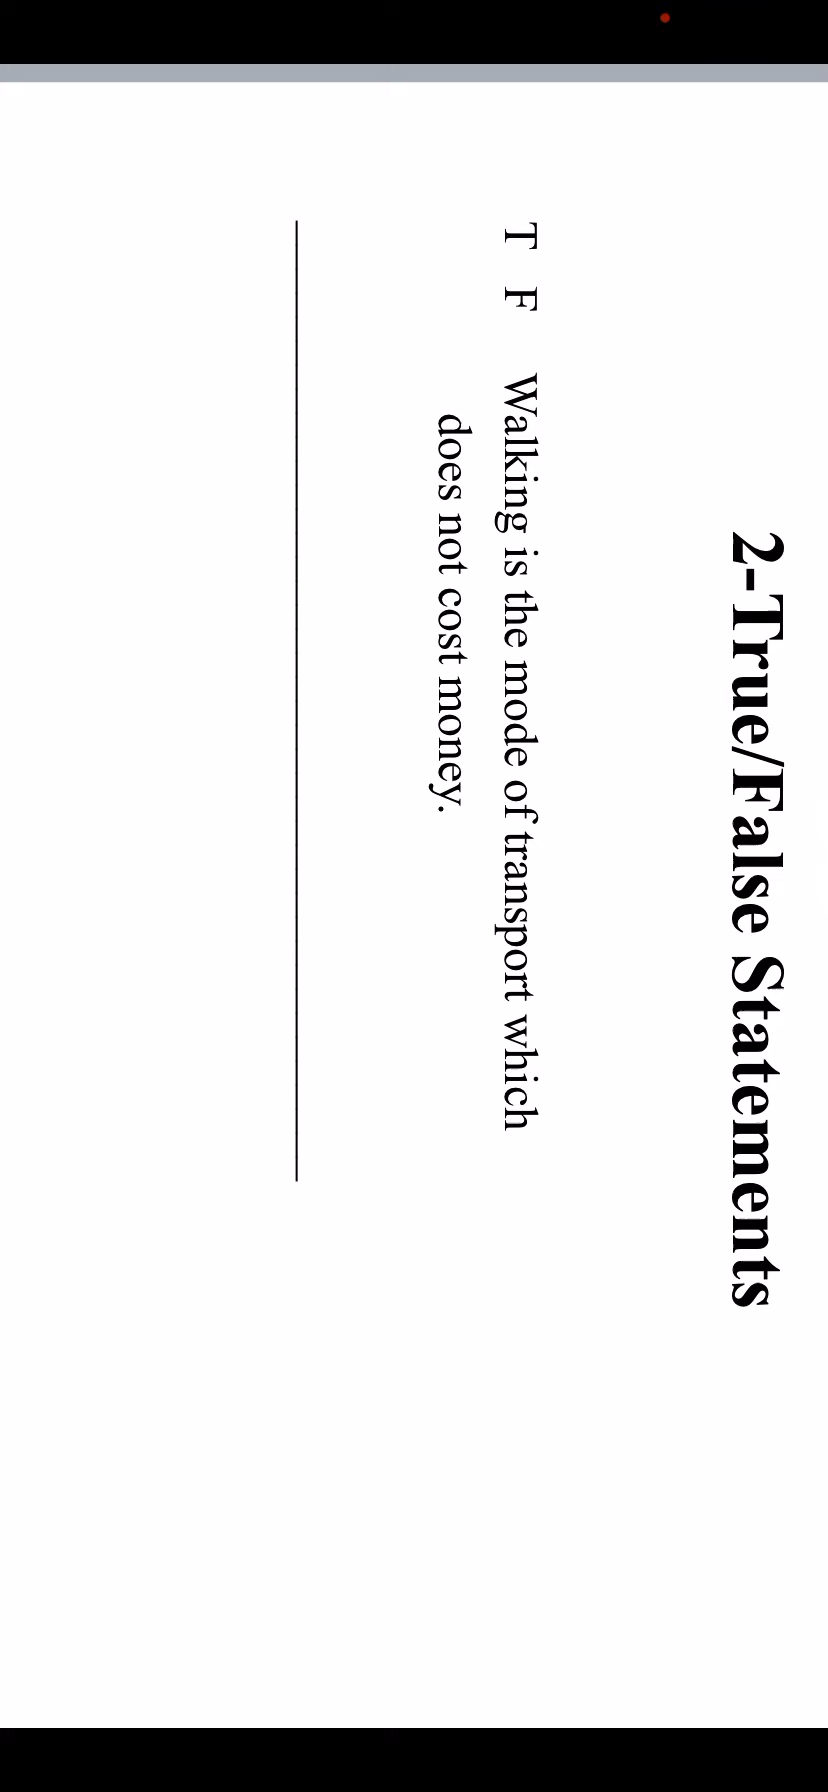 2-True/False Statements
T F Walking is the mode of transport which
does not cost money.